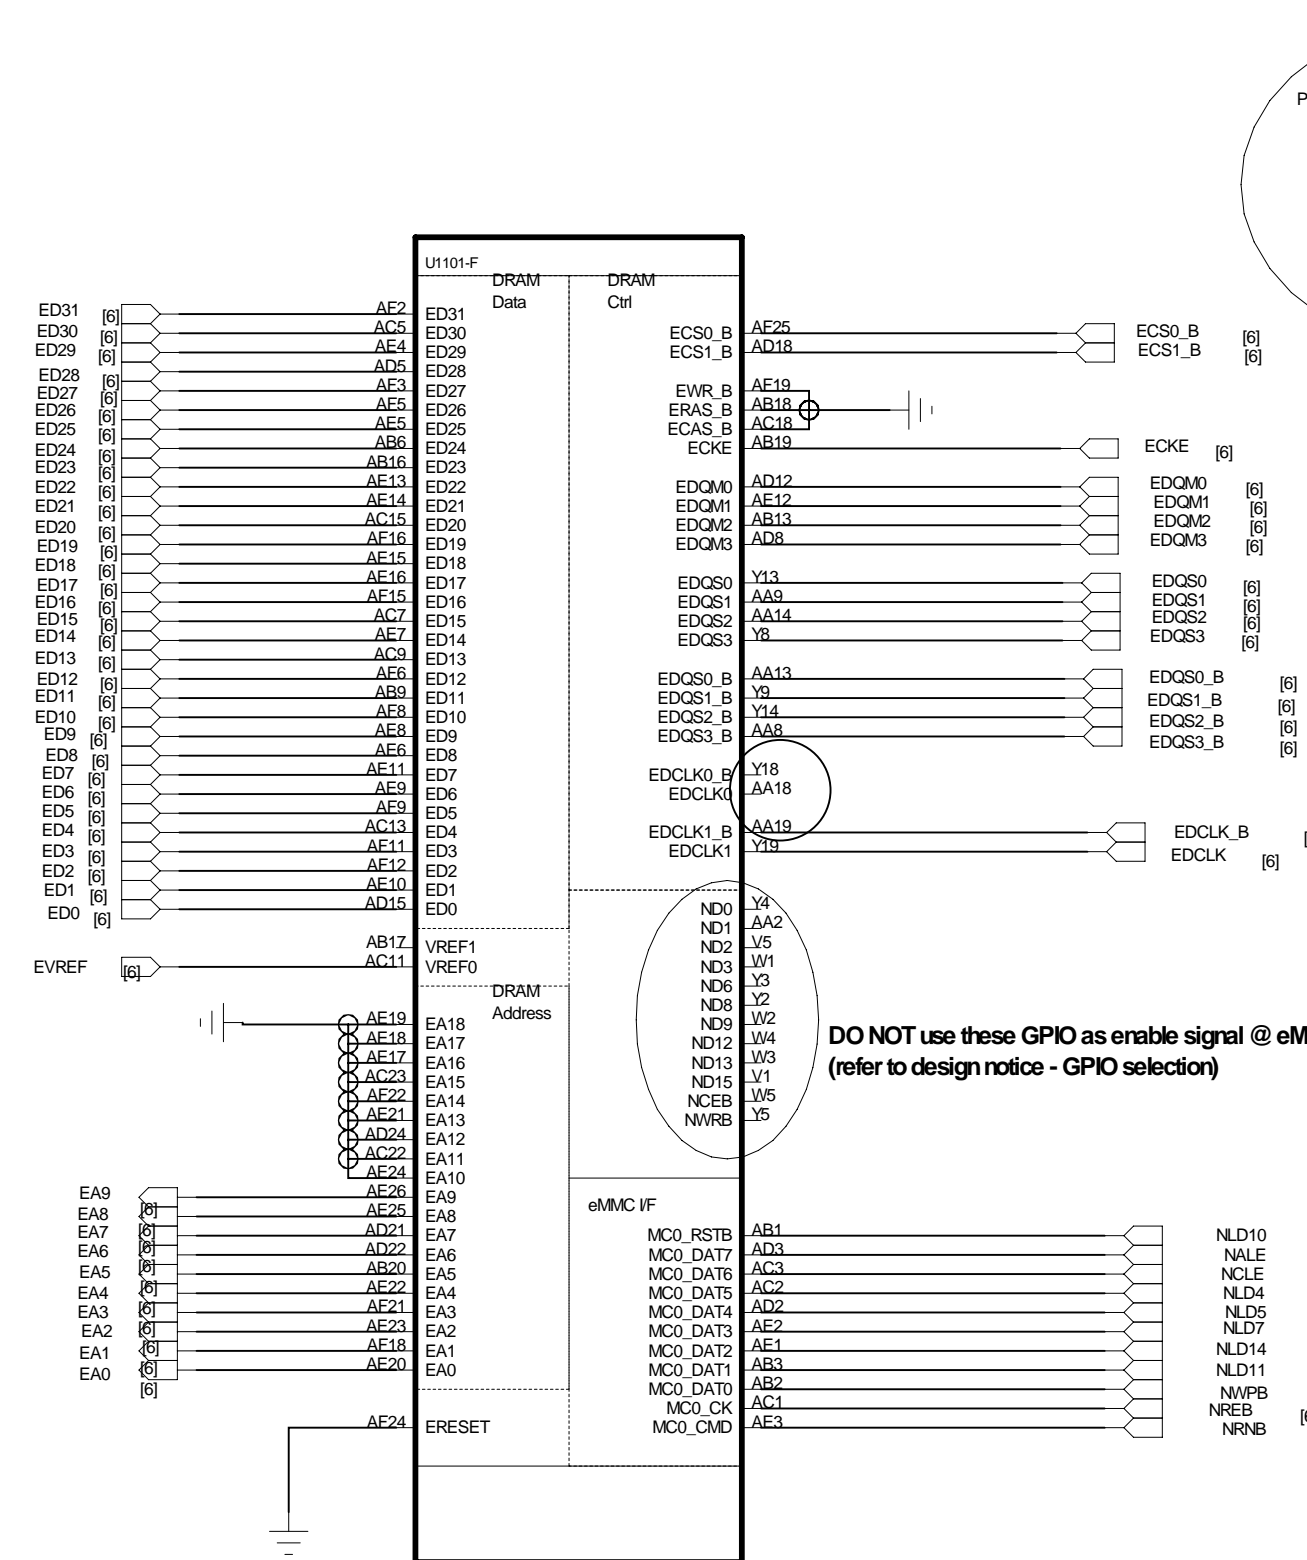 P
U1101-F
DRAM
Data
DRAM
Ctrl
ED31 [6] AF2 ED31
ED30 [6] AC5 ED30
ED29 [6] AE4 ED29
ED28 [6] AD5 ED28
ED27 [6] AF3 ED27
ED26 [6] AF5 ED26
ED25 [6] AE5 ED25
ED24 [6] AB6 ED24
ED23 [6] AB16 ED23
ED22 [6] AE13 ED22
ED21 [6] AE14 ED21
ED20 [6] AC15 ED20
ED19 [6] AF16 ED19
ED18 [6] AE15 ED18
ED17 [6] AE16 ED17
ED16 [6] AF15 ED16
ED15 [6] AC7 ED15
ED14 [6] AE7 ED14
ED13 [6] AC9 ED13
ED12 [6] AF6 ED12
ED11 [6] AB9 ED11
ED10 [6] AF8 ED10
ED9 [6] AE8 ED9
ED8 [6] AE6 ED8
ED7 [6] AE11 ED7
ED6 [6] AE9 ED6
ED5 [6] AF9 ED5
ED4 [6] AC13 ED4
ED3 [6] AF11 ED3
ED2 [6] AF12 ED2
ED1 [6] AE10 ED1
ED0 [6] AD15 ED0
AB17 VREF1
EVREF [6] AC11 VREF0
DRAM
Address
AE19 EA18
AE18 EA17
AE17 EA16
AC23 EA15
AF22 EA14
AE21 EA13
AD24 EA12
AC22 EA11
AE24 EA10
EA9 [6] AE26 EA9
EA8 [6] AE25 EA8
EA7 [6] AD21 EA7
EA6 [6] AD22 EA6
EA5 [6] AB20 EA5
EA4 [6] AE22 EA4
EA3 [6] AF21 EA3
EA2 [6] AE23 EA2
EA1 [6] AF18 EA1
EA0 [6] AE20 EA0
AF24 ERESET
ECS0_B AF25 ECS0_B [6]
ECS1_B AD18 ECS1_B [6]
EWR_B AF19
ERAS_B AB18
ECAS_B AC18
ECKE AB19 ECKE [6]
EDQM0 AD12 EDQM0 [6]
EDQM1 AE12 EDQM1 [6]
EDQM2 AB13 EDQM2 [6]
EDQM3 AD8 EDQM3 [6]
EDQS0 Y13 EDQS0 [6]
EDQS1 AA9 EDQS1 [6]
EDQS2 AA14 EDQS2 [6]
EDQS3 Y8 EDQS3 [6]
EDQS0_B AA13 EDQS0_B [6]
EDQS1_B Y9 EDQS1_B [6]
EDQS2_B Y14 EDQS2_B [6]
EDQS3_B AA8 EDQS3_B [6]
EDCLK0_B Y18
EDCLK0 AA18
EDCLK1_B AA19 EDCLK_B [
EDCLK1 Y19 EDCLK [6]
ND0 Y4
ND1 AA2
ND2 V5
ND3 W1
ND6 Y3
ND8 Y2
ND9 W2
ND12 W4
ND13 W3
ND15 V1
NCEB W5
NWRB Y5
DO NOT use these GPIO as enable signal @ eM
(refer to design notice - GPIO selection)
eMMC I/F
MC0_RSTB AB1 NLD10
MC0_DAT7 AD3 NALE
MC0_DAT6 AC3 NCLE
MC0_DAT5 AC2 NLD4
MC0_DAT4 AD2 NLD5
MC0_DAT3 AE2 NLD7
MC0_DAT2 AE1 NLD14
MC0_DAT1 AB3 NLD11
MC0_DAT0 AB2 NWPB
MC0_CK AC1 NREB [6
MC0_CMD AE3 NRNB